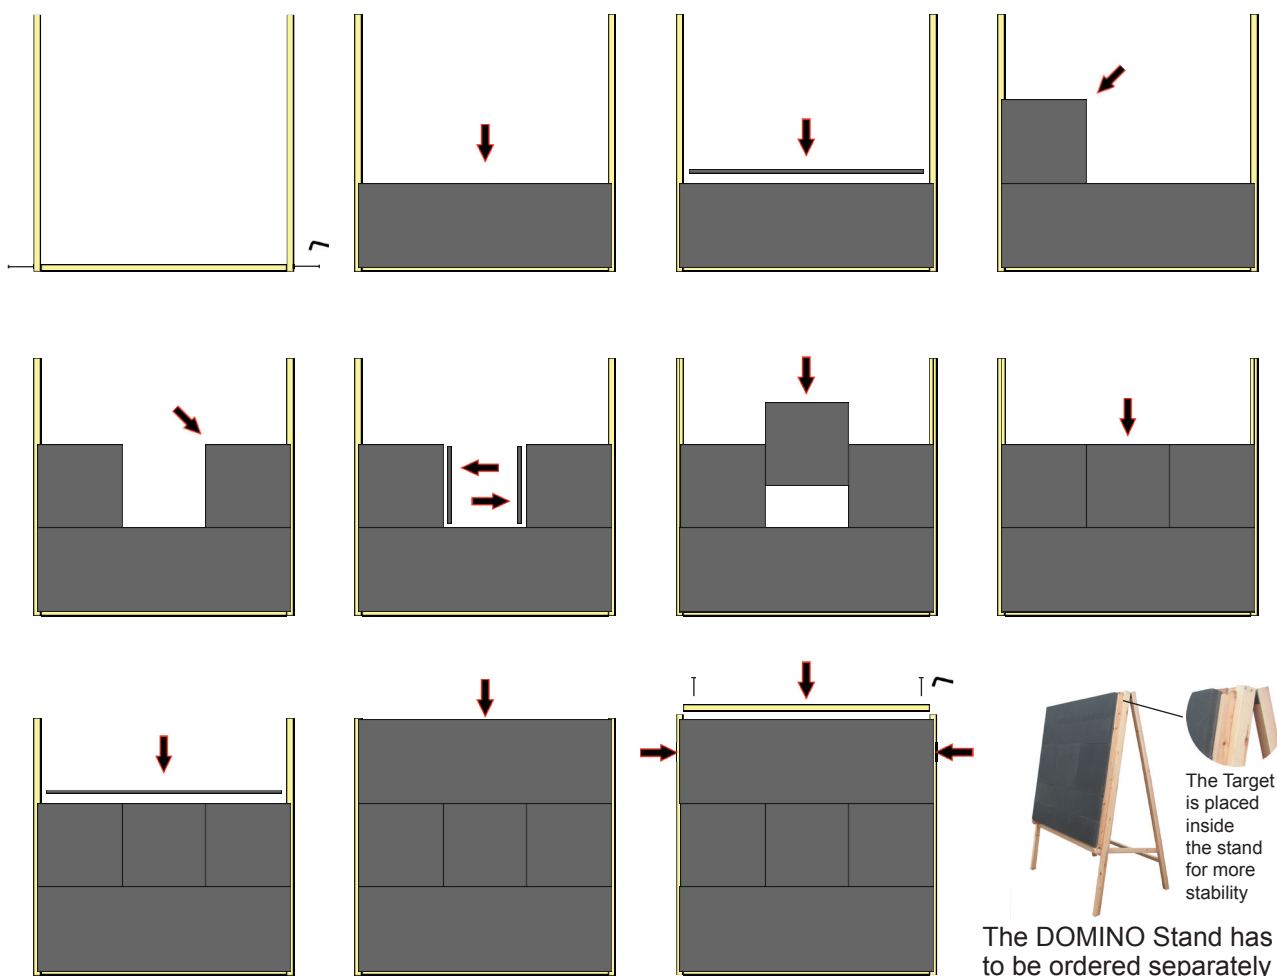 The Target
is placed
inside
the stand
for more
stability
The DOMINO Stand has
to be ordered separately